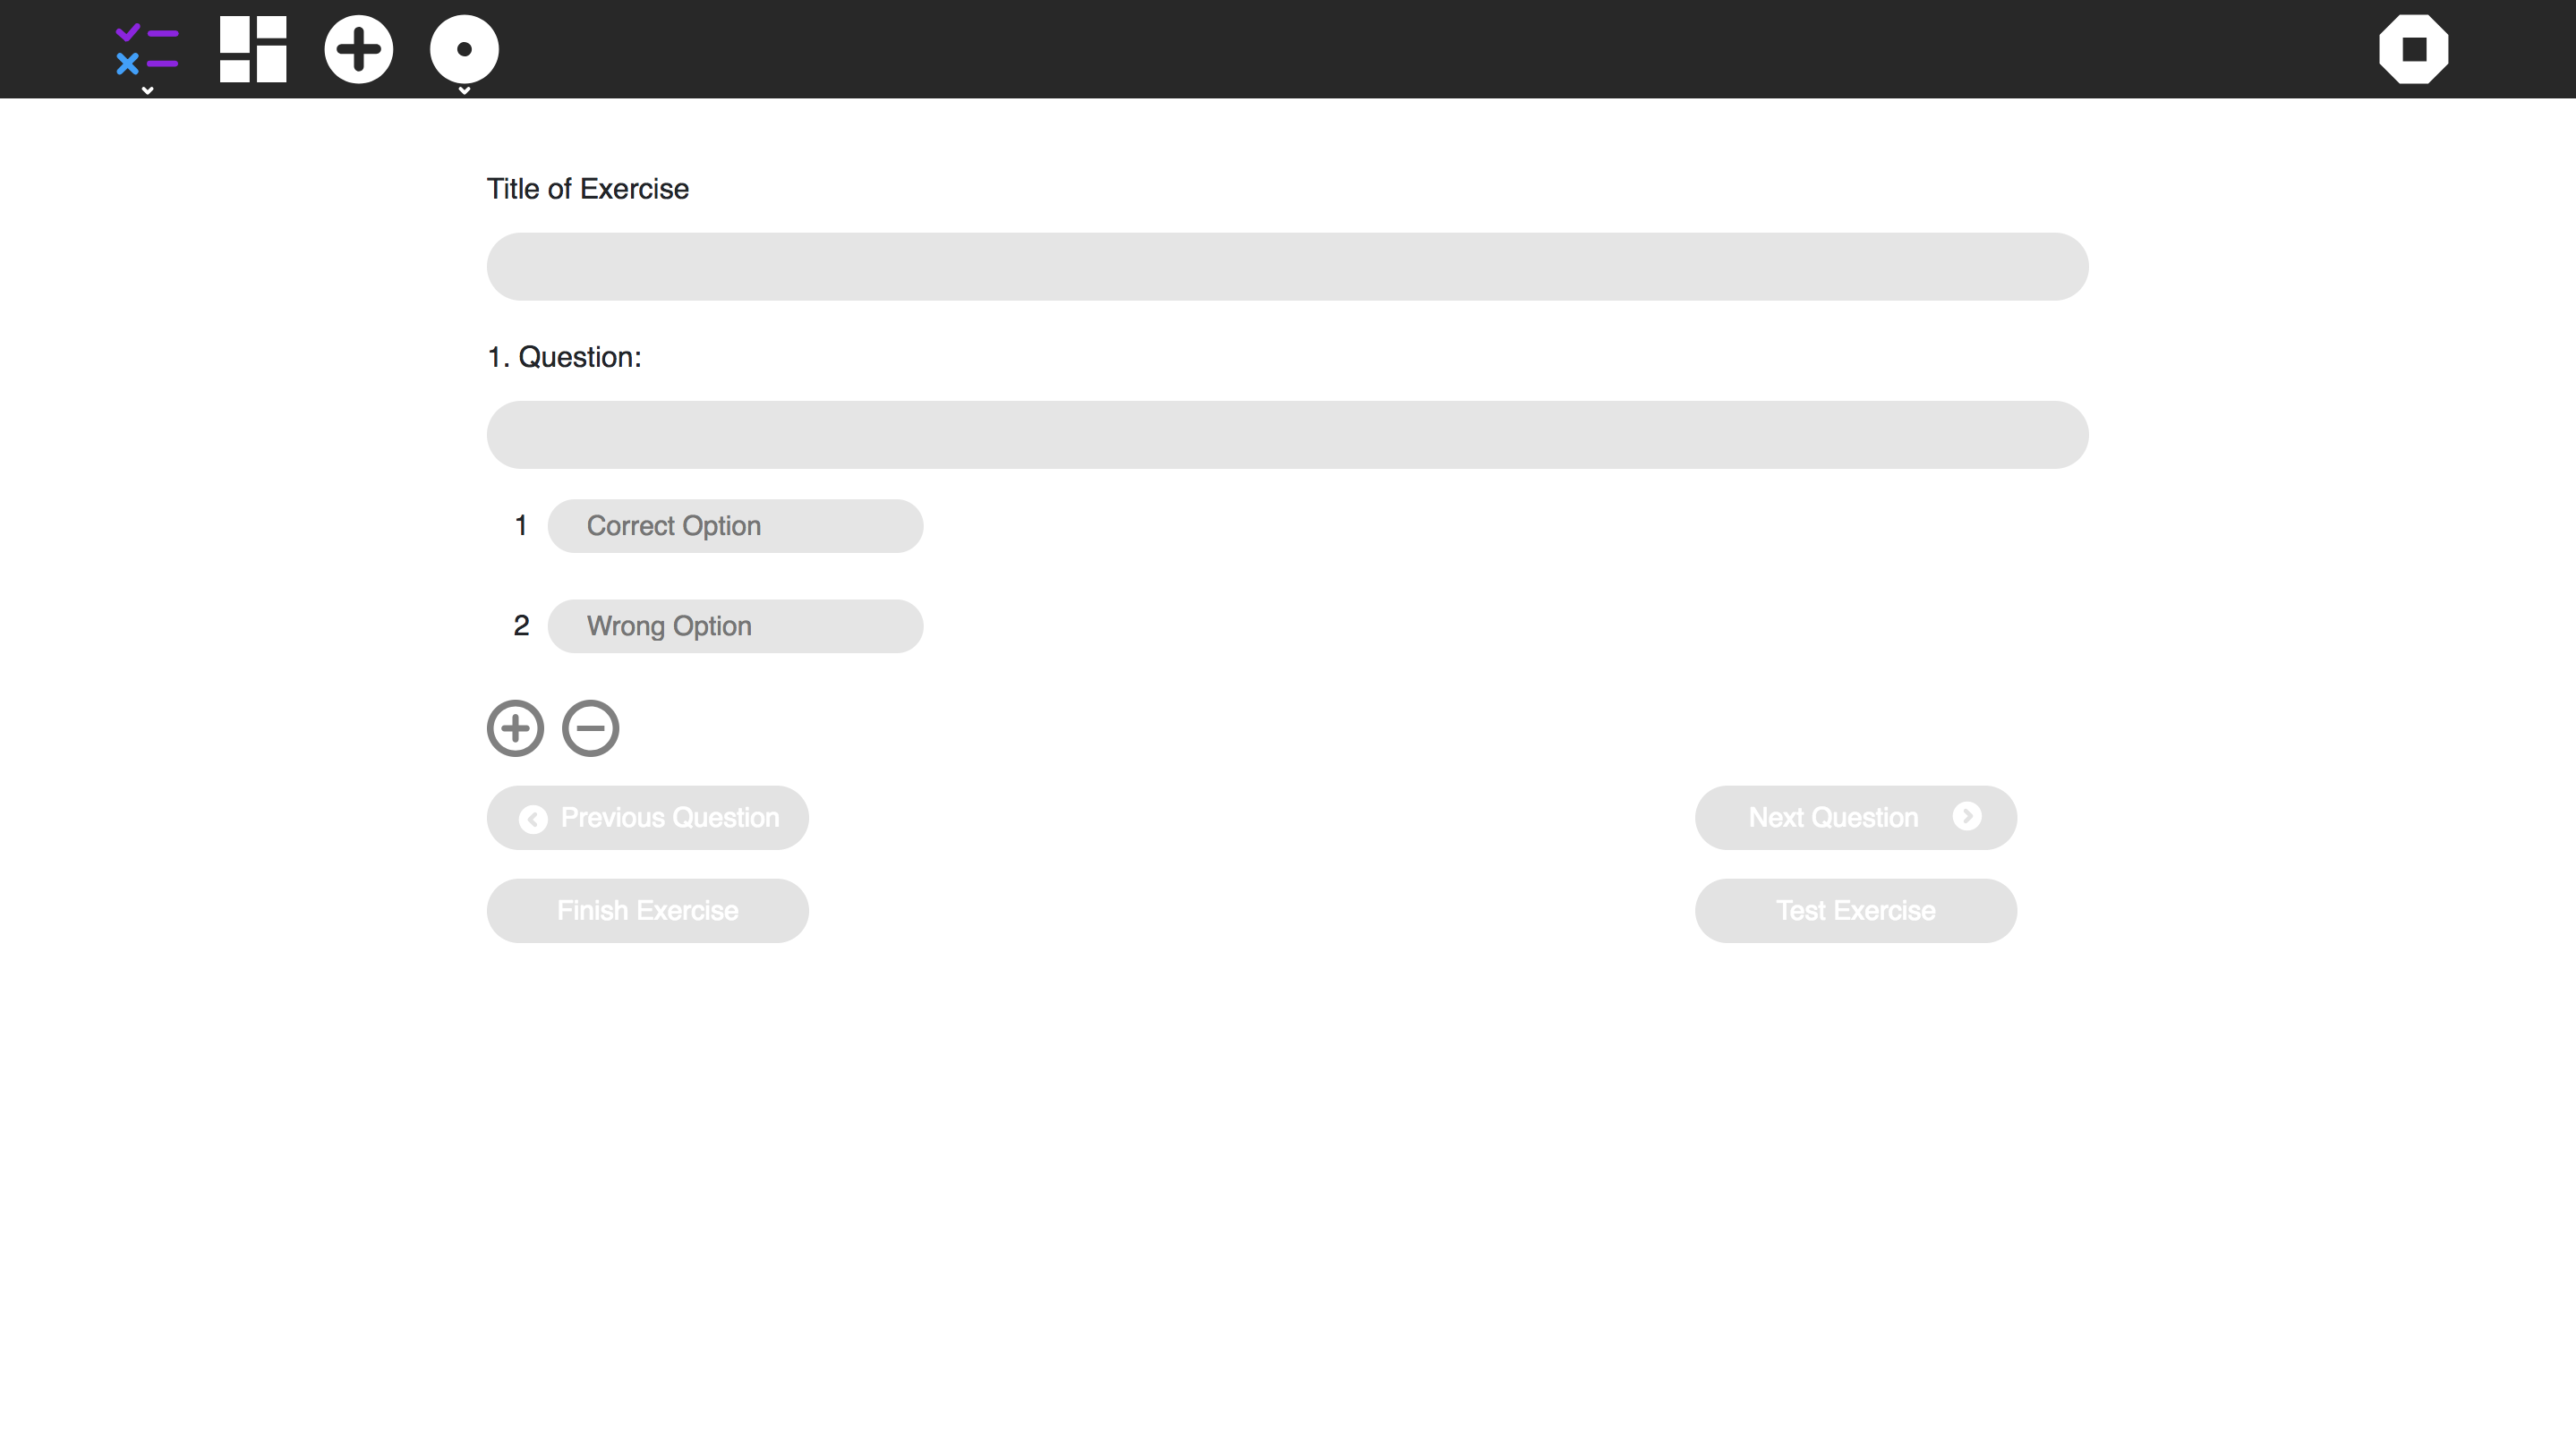 Title of Exercise
1. Question:
1 Correct Option
2 Wrong Option
Previous Question
Next Question
Finish Exercise
Test Exercise